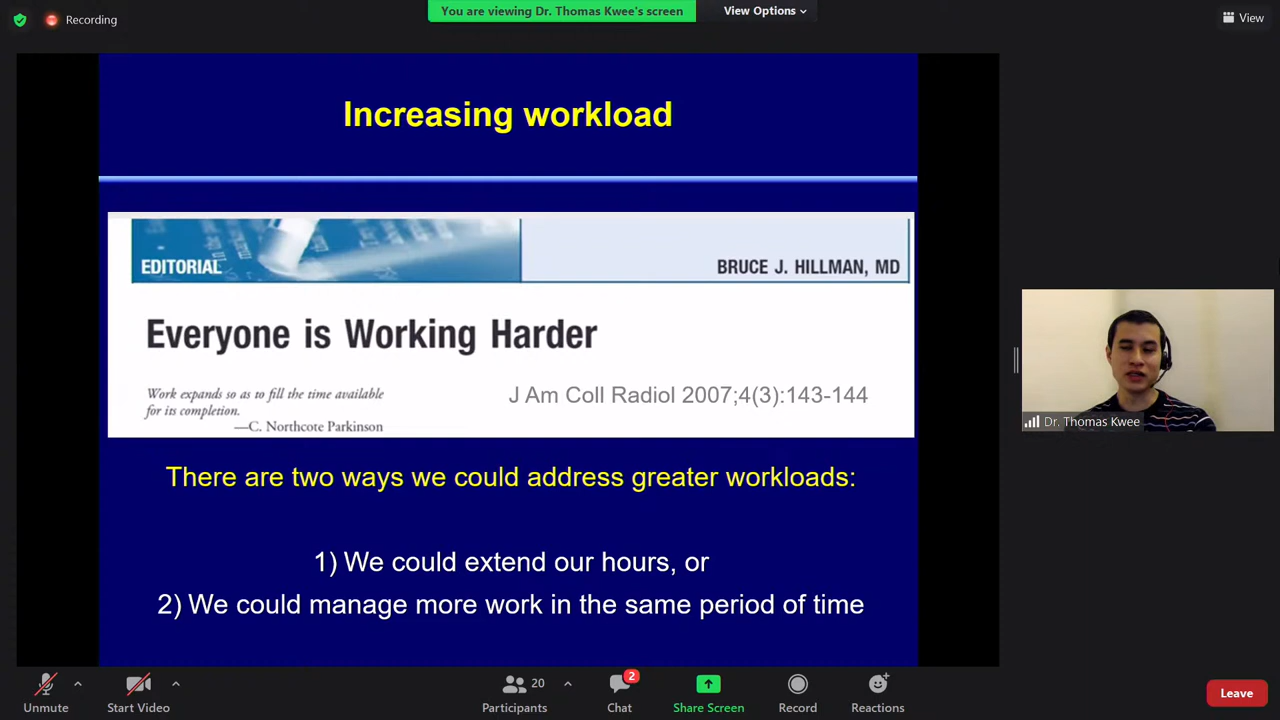 Recording
You are viewing Dr. Thomas Kwee's screen
View Options
View
Increasing workload
EDITORIAL
BRUCE J. HILLMAN, MD
Everyone is Working Harder
Work expands so as to fill the time available
for its completion.
—C. Northcote Parkinson
J Am Coll Radiol 2007;4(3):143-144
There are two ways we could address greater workloads:
1) We could extend our hours, or
2) We could manage more work in the same period of time
Dr. Thomas Kwee
Unmute
Start Video
20
Participants
2
Chat
Share Screen
Record
Reactions
Leave